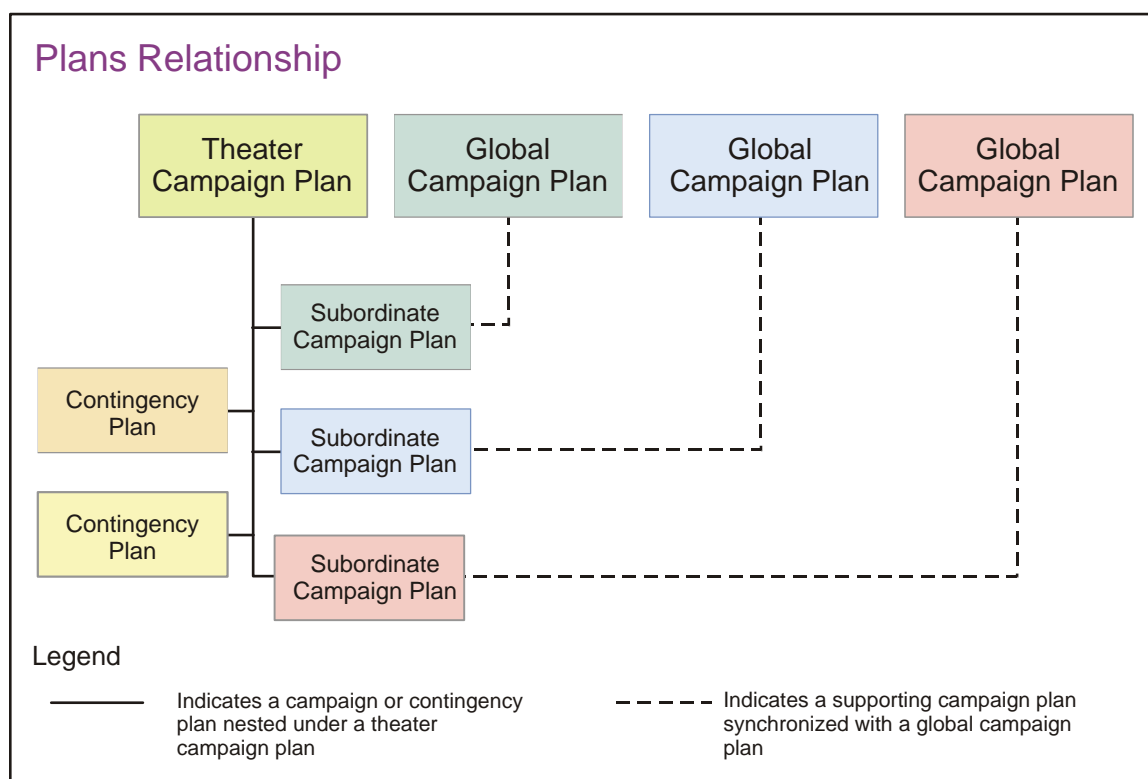 Plans Relationship
Theater
Campaign Plan
Global
Campaign Plan
Global
Campaign Plan
Global
Campaign Plan
Subordinate
Campaign Plan
Contingency
Plan
Subordinate
Campaign Plan
Contingency
Plan
Subordinate
Campaign Plan
Legend
Indicates a campaign or contingency
plan nested under a theater
campaign plan
Indicates a supporting campaign plan
synchronized with a global campaign
plan